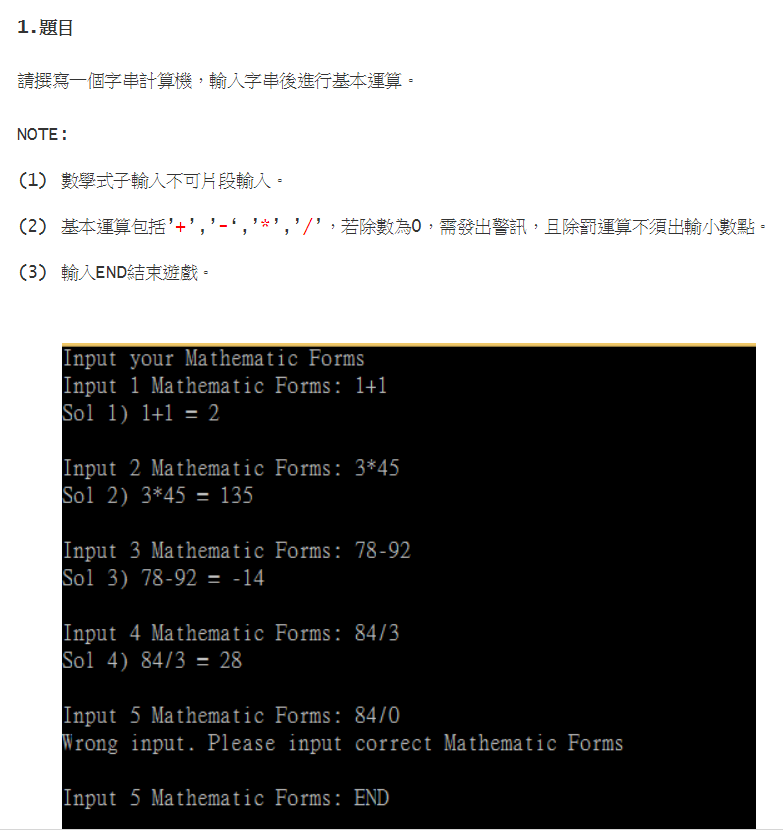 1.題目
請撰寫一個字串計算機，輸入字串後進行基本運算。
NOTE:
(1) 數學式子輸入不可片段輸入。
(2) 基本運算包括’+’,’-‘,’*’,’/’，若除數為0，需發出警訊，且除罰運算不須出輸小數點。
(3) 輸入END結束遊戲。
Input your Mathematic Forms
Input 1 Mathematic Forms: 1+1
Sol 1) 1+1 = 2
Input 2 Mathematic Forms: 3*45
Sol 2) 3*45 = 135
Input 3 Mathematic Forms: 78-92
Sol 3) 78-92 = -14
Input 4 Mathematic Forms: 84/3
Sol 4) 84/3 = 28
Input 5 Mathematic Forms: 84/0
Wrong input. Please input correct Mathematic Forms
Input 5 Mathematic Forms: END